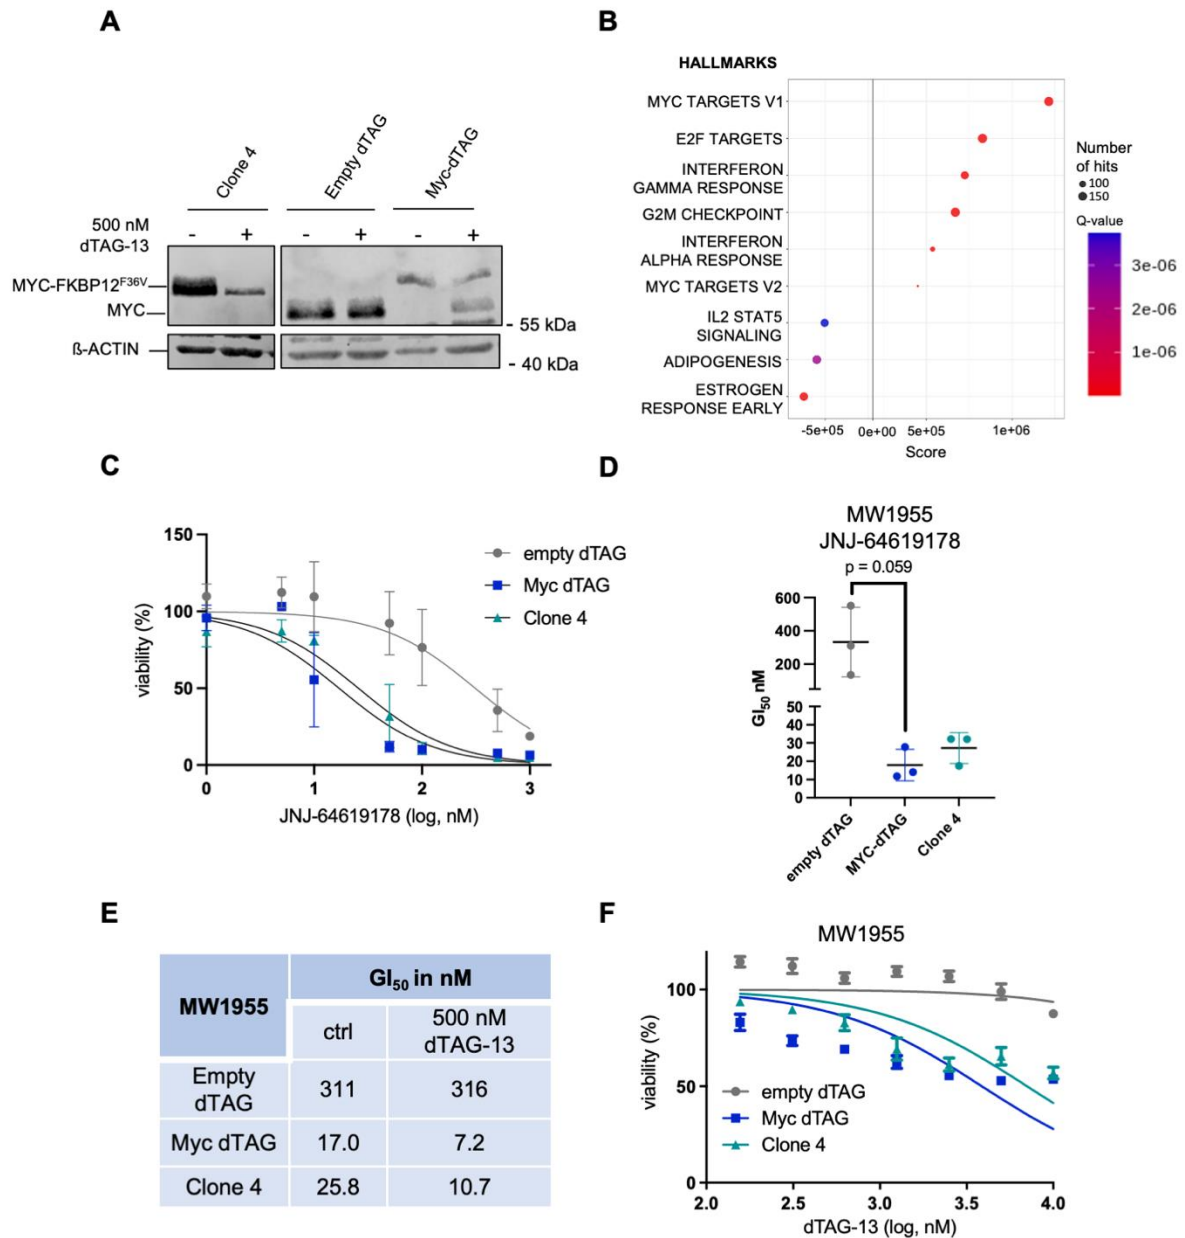 A
Clone 4
Empty dTAG
Myc-dTAG
500 nM
dTAG-13
- + - + - +
MYC-FKBP12F36V
MYC
- 55 kDa
ß-ACTIN
- 40 kDa
B
HALLMARKS
MYC TARGETS V1
E2F TARGETS
INTERFERON
GAMMA RESPONSE
G2M CHECKPOINT
INTERFERON
ALPHA RESPONSE
MYC TARGETS V2
IL2 STAT5
SIGNALING
ADIPOGENESIS
ESTROGEN
RESPONSE EARLY
-5e+05 0e+00 5e+05 1e+06
Score
Number
of hits
100
150
Q-value
3e-06
2e-06
1e-06
C
150
100
50
0
viability (%)
0 1 2 3
JNJ-64619178 (log, nM)
empty dTAG
Myc dTAG
Clone 4
D
MW1955
JNJ-64619178
p = 0.059
600
400
200
50
40
30
20
10
0
GI50 nM
empty dTAG
MYC-dTAG
Clone 4
E
MW1955
GI50 in nM
ctrl
500 nM
dTAG-13
Empty
dTAG
311 316
Myc dTAG 17.0 7.2
Clone 4 25.8 10.7
F
MW1955
100
50
0
viability (%)
empty dTAG
Myc dTAG
Clone 4
2.0 2.5 3.0 3.5 4.0
dTAG-13 (log, nM)